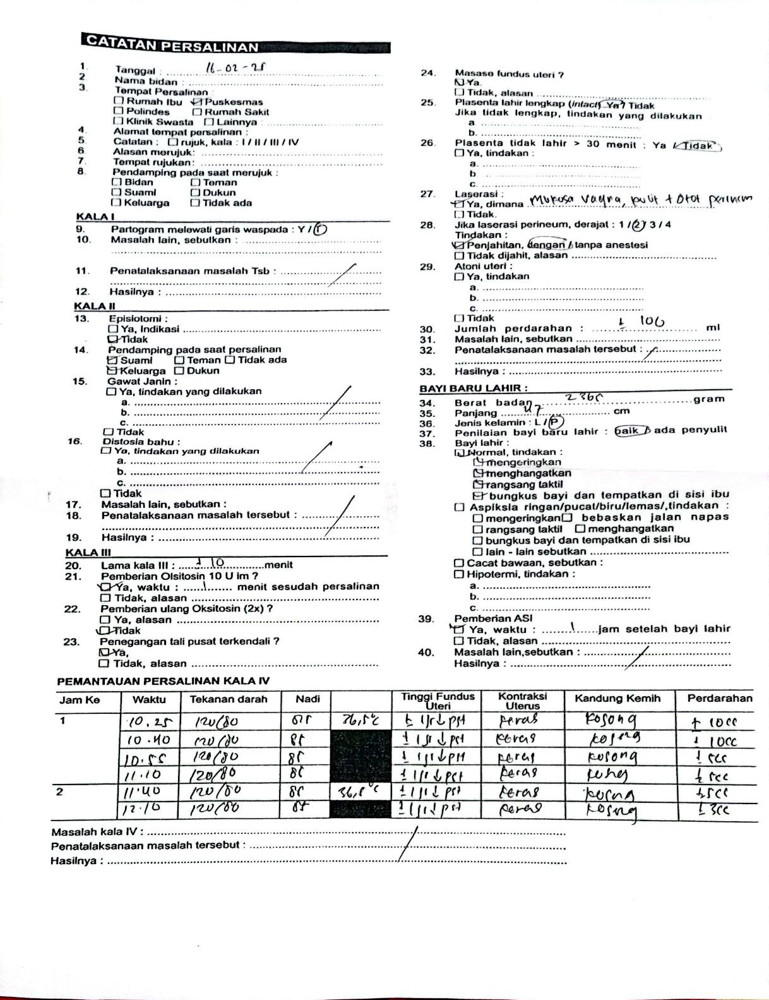 CATATAN PERSALINAN
1. Tanggal : 16-02-25
2. Nama bidan :
3. Tempat Persalinan :
Rumah Ibu Puskesmas
Polindes Rumah Sakit
Klinik Swasta Lainnya :
4. Alamat tempat persalinan :
5. Catatan : rujuk, kala : I / II / III / IV
6. Alasan merujuk:
7. Tempat rujukan:
8. Pendamping pada saat merujuk :
Bidan Teman
Suami Dukun
Keluarga Tidak ada
KALA I
9. Partogram melewati garis waspada : Y / T
10. Masalah lain, sebutkan :
11. Penatalaksanaan masalah Tsb :
12. Hasilnya :
KALA II
13. Episiotomi :
Ya, Indikasi
Tidak
14. Pendamping pada saat persalinan
Suami Teman Tidak ada
Keluarga Dukun
15. Gawat Janin :
Ya, tindakan yang dilakukan
a.
b.
c.
Tidak
16. Distosia bahu :
Ya, tindakan yang dilakukan
a.
b.
c.
Tidak
17. Masalah lain, sebutkan :
18. Penatalaksanaan masalah tersebut :
19. Hasilnya :
KALA III
20. Lama kala III : ± 10 menit
21. Pemberian Olsitosin 10 U im ?
Ya, waktu : 1 menit sesudah persalinan
Tidak, alasan
22. Pemberian ulang Oksitosin (2x) ?
Ya, alasan
Tidak
23. Penegangan tali pusat terkendali ?
Ya,
Tidak, alasan
24. Masase fundus uteri ?
Ya.
Tidak, alasan
25. Plasenta lahir lengkap (intact) Ya / Tidak
Jika tidak lengkap, tindakan yang dilakukan
a
b.
26. Plasenta tidak lahir > 30 menit : Ya / Tidak
Ya, tindakan :
a.
b
c.
27. Laserasi :
Ya, dimana Mukosa vagina, kulit + Otot perineum
Tidak.
28. Jika laserasi perineum, derajat : 1 / 2 / 3 / 4
Tindakan :
Penjahitan, dengan / tanpa anestesi
Tidak dijahit, alasan
29. Atoni uteri :
Ya, tindakan
a.
b.
c.
Tidak
30. Jumlah perdarahan : ± 100 ml
31. Masalah lain, sebutkan
32. Penatalaksanaan masalah tersebut :
33. Hasilnya :
BAYI BARU LAHIR :
34. Berat badan 2365 gram
35. Panjang 47 cm
36. Jenis kelamin : L / P
37. Penilaian bayi baru lahir : baik / ada penyulit
38. Bayi lahir :
Normal, tindakan :
mengeringkan
menghangatkan
rangsang taktil
bungkus bayi dan tempatkan di sisi ibu
Aspiksia ringan/pucat/biru/lemas/,tindakan :
mengeringkan bebaskan jalan napas
rangsang taktil menghangatkan
bungkus bayi dan tempatkan di sisi ibu
lain - lain sebutkan
Cacat bawaan, sebutkan :
Hipotermi, tindakan :
a.
b.
c.
39. Pemberian ASI
Ya, waktu : 1 jam setelah bayi lahir
Tidak, alasan
40. Masalah lain,sebutkan :
Hasilnya :
PEMANTAUAN PERSALINAN KALA IV
Jam Ke Waktu Tekanan darah Nadi Tinggi Fundus Uteri Kontraksi Uterus Kandung Kemih Perdarahan
1 10.25 120/80 85 36,5°C ± 1jr ↓ pst keras kosong ± 10cc
10.40 120/80 85 ± 1jr ↓ pst keras kosong ± 10cc
10.55 120/80 85 ± 1jr ↓ pst keras kosong ± 5cc
11.10 120/80 85 ± 1jr ↓ pst keras kosong ± 5cc
2 11.40 120/80 85 36,5°C ± 1jr ↓ pst keras kosong ± 5cc
12.10 120/80 85 ± 1jr ↓ pst keras kosong ± 3cc
Masalah kala IV :
Penatalaksanaan masalah tersebut :
Hasilnya :